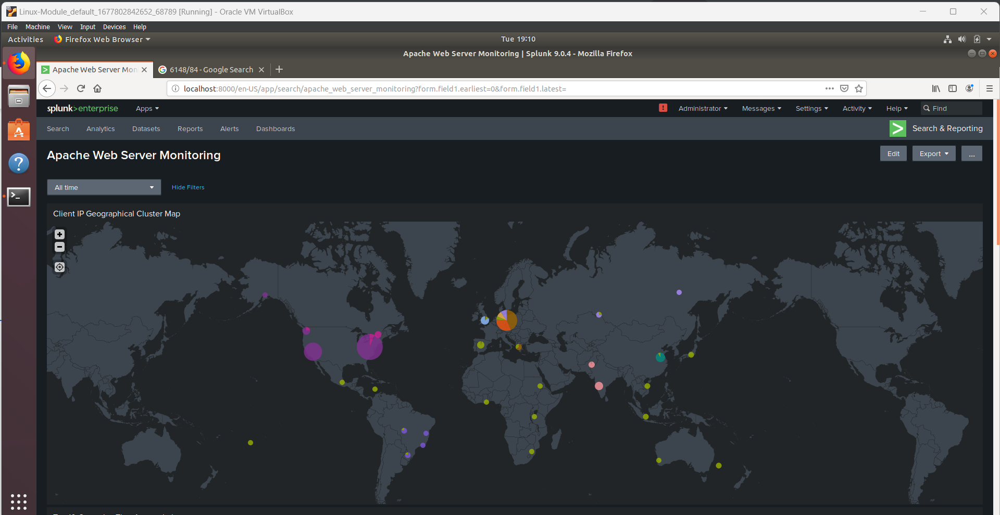 Linux-Module_default_1677802842652_68789 [Running] - Oracle VM VirtualBox
File Machine View Input Devices Help
Activities Firefox Web Browser Tue 19:10
Apache Web Server Monitoring | Splunk 9.0.4 - Mozilla Firefox
Apache Web Server Mon 6148/84 - Google Search
localhost:8000/en-US/app/search/apache_web_server_monitoring?form.field1.earliest=0&form.field1.latest=
splunk>enterprise Apps ! Administrator Messages Settings Activity Help Find
Search Analytics Datasets Reports Alerts Dashboards Search & Reporting
Apache Web Server Monitoring Edit Export ...
All time Hide Filters
Client IP Geographical Cluster Map